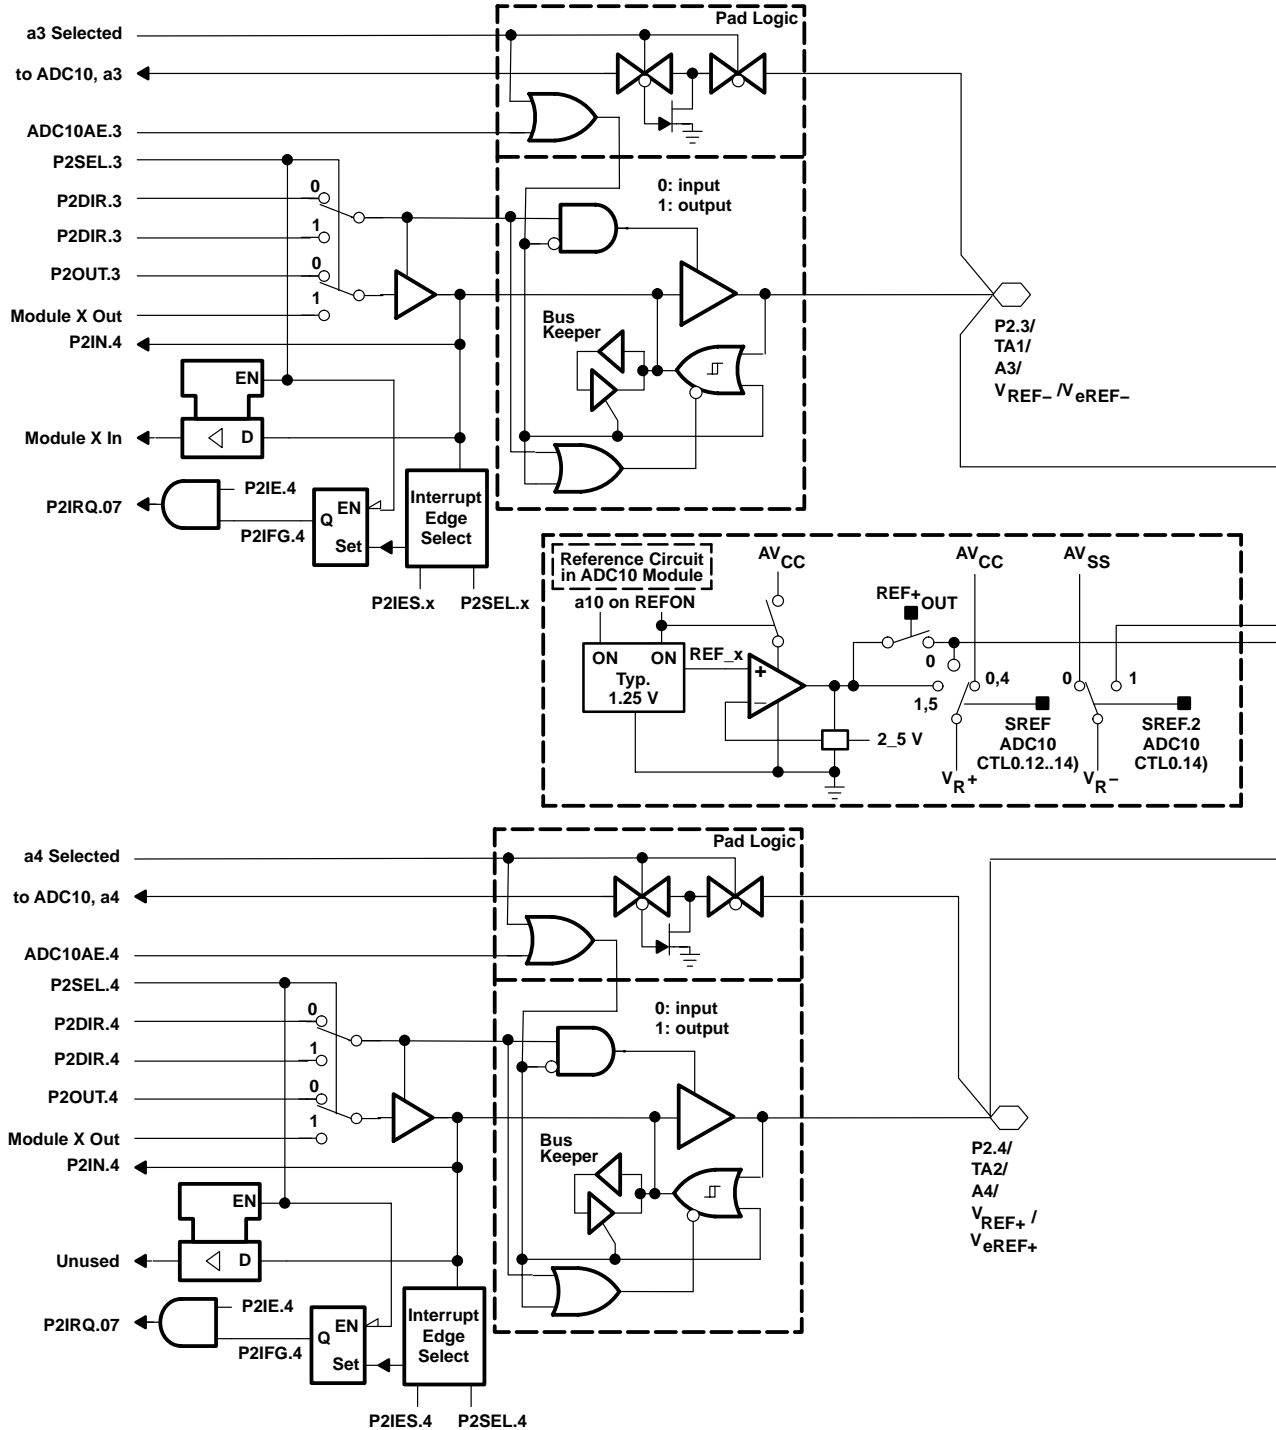 Pad Logic
a3 Selected
to ADC10, a3
ADC10AE.3
P2SEL.3
0
P2DIR.3
1
P2DIR.3
0
P2OUT.3
1
Module X Out
P2IN.4
0: input
1: output
Bus
Keeper
EN
D
Module X In
P2IE.4
P2IRQ.07
P2IFG.4
EN
Q
Set
Interrupt
Edge
Select
P2IES.x
P2SEL.x
P2.3/
TA1/
A3/
VREF− /VeREF−
Reference Circuit
in ADC10 Module
AVCC
AVCC
AVSS
a10 on REFON
REF+
OUT
ON
ON
REF_x
Typ.
1.25 V
+
−
0
1,5
0,4
0
1
2_5 V
SREF
ADC10
CTL0.12..14)
SREF.2
ADC10
CTL0.14)
VR+
VR−
Pad Logic
a4 Selected
to ADC10, a4
ADC10AE.4
P2SEL.4
0
P2DIR.4
1
P2DIR.4
0
P2OUT.4
1
Module X Out
P2IN.4
0: input
1: output
Bus
Keeper
EN
D
Unused
P2IE.4
P2IRQ.07
P2IFG.4
EN
Q
Set
Interrupt
Edge
Select
P2IES.4
P2SEL.4
P2.4/
TA2/
A4/
VREF+ /
VeREF+